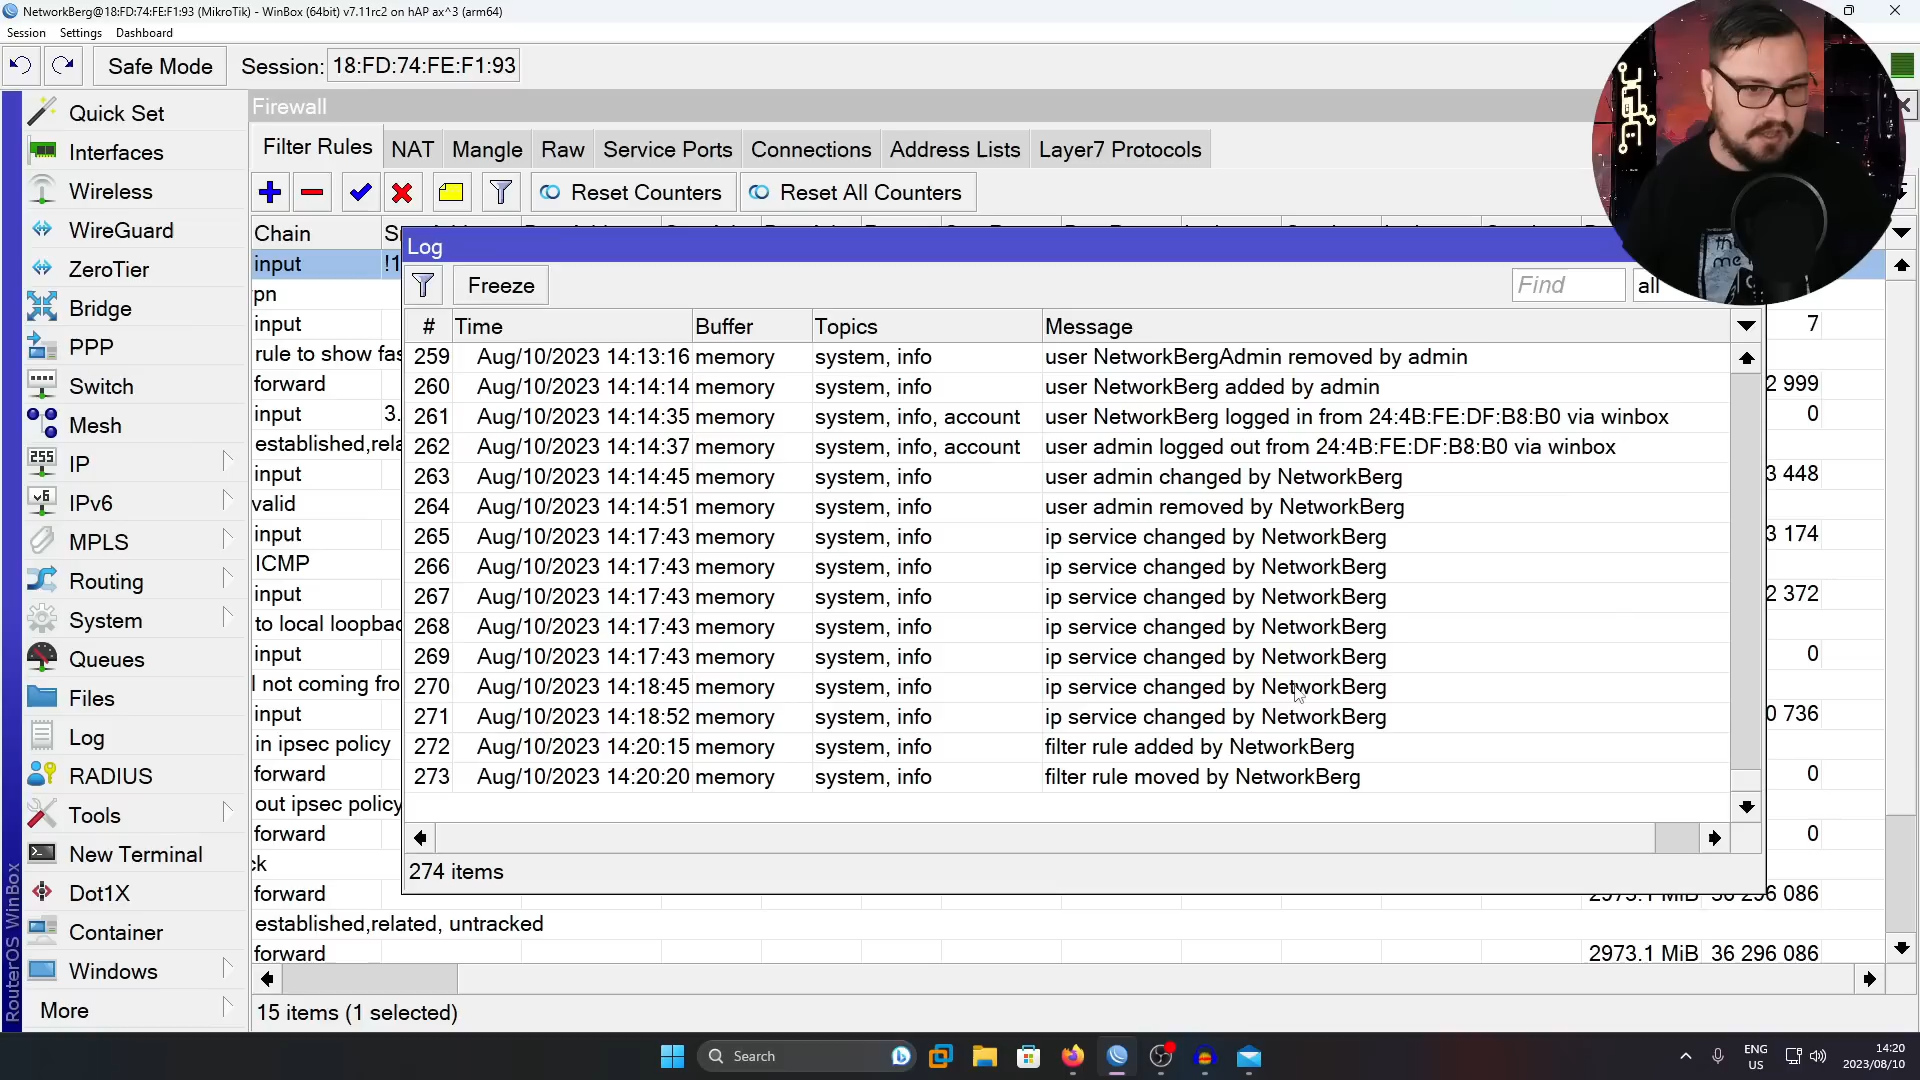 NetworkBerg@18:FD:74:FE:F1:93 (MikroTik) - WinBox (64bit) v7.11rc2 on hAP ax^3 (arm64)
Session Settings Dashboard
Safe Mode Session: 18:FD:74:FE:F1:93
Quick Set
Interfaces
Wireless
WireGuard
ZeroTier
Bridge
PPP
Switch
Mesh
IP
IPv6
MPLS
Routing
System
Queues
Files
Log
RADIUS
Tools
New Terminal
Dot1X
Container
Windows
More
RouterOS WinBox
Firewall
Filter Rules NAT Mangle Raw Service Ports Connections Address Lists Layer7 Protocols
Reset Counters Reset All Counters
Chain
input !1
pn
input 7
rule to show fas
forward 2 999
input 3. 0
established,rela
input 3 448
valid
input 3 174
ICMP
input 2 372
to local loopbac
input 0
l not coming fro
input 0 736
in ipsec policy
forward 0
out ipsec policy
forward 0
ck
forward 2973.1 MiB 36 296 086
established,related, untracked
forward 2973.1 MiB 36 296 086
15 items (1 selected)
Log
Freeze Find all
# Time Buffer Topics Message
259 Aug/10/2023 14:13:16 memory system, info user NetworkBergAdmin removed by admin
260 Aug/10/2023 14:14:14 memory system, info user NetworkBerg added by admin
261 Aug/10/2023 14:14:35 memory system, info, account user NetworkBerg logged in from 24:4B:FE:DF:B8:B0 via winbox
262 Aug/10/2023 14:14:37 memory system, info, account user admin logged out from 24:4B:FE:DF:B8:B0 via winbox
263 Aug/10/2023 14:14:45 memory system, info user admin changed by NetworkBerg
264 Aug/10/2023 14:14:51 memory system, info user admin removed by NetworkBerg
265 Aug/10/2023 14:17:43 memory system, info ip service changed by NetworkBerg
266 Aug/10/2023 14:17:43 memory system, info ip service changed by NetworkBerg
267 Aug/10/2023 14:17:43 memory system, info ip service changed by NetworkBerg
268 Aug/10/2023 14:17:43 memory system, info ip service changed by NetworkBerg
269 Aug/10/2023 14:17:43 memory system, info ip service changed by NetworkBerg
270 Aug/10/2023 14:18:45 memory system, info ip service changed by NetworkBerg
271 Aug/10/2023 14:18:52 memory system, info ip service changed by NetworkBerg
272 Aug/10/2023 14:20:15 memory system, info filter rule added by NetworkBerg
273 Aug/10/2023 14:20:20 memory system, info filter rule moved by NetworkBerg
274 items
Search
ENG
US
14:20
2023/08/10